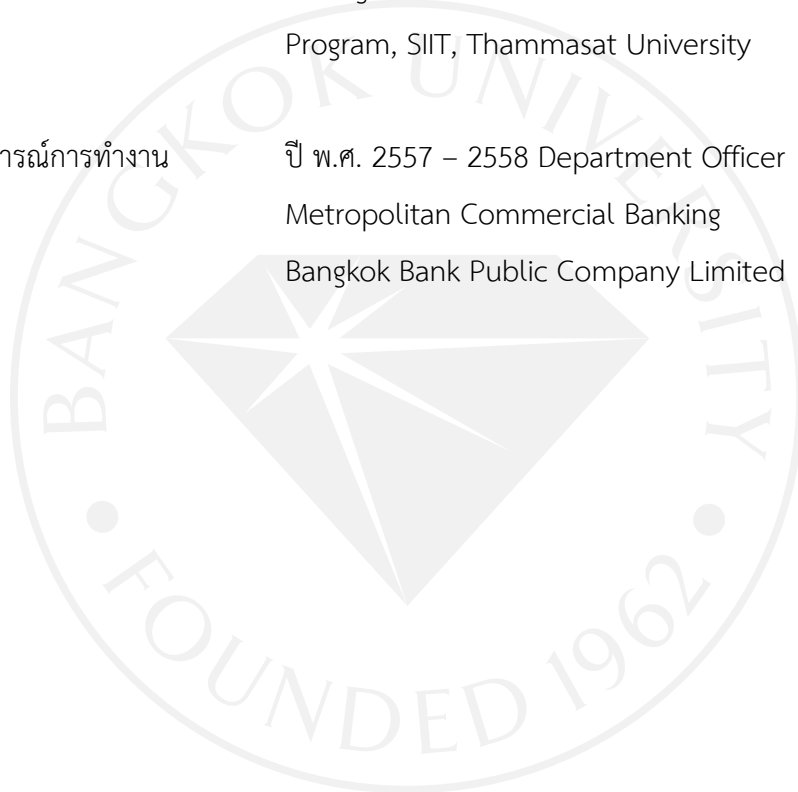 Program, SIIT, Thammasat University
ารณ์การทำงาน ปี พ.ศ. 2557 – 2558 Department Officer
Metropolitan Commercial Banking
Bangkok Bank Public Company Limited
BANGKOK UNIVERSITY
FOUNDED 1962